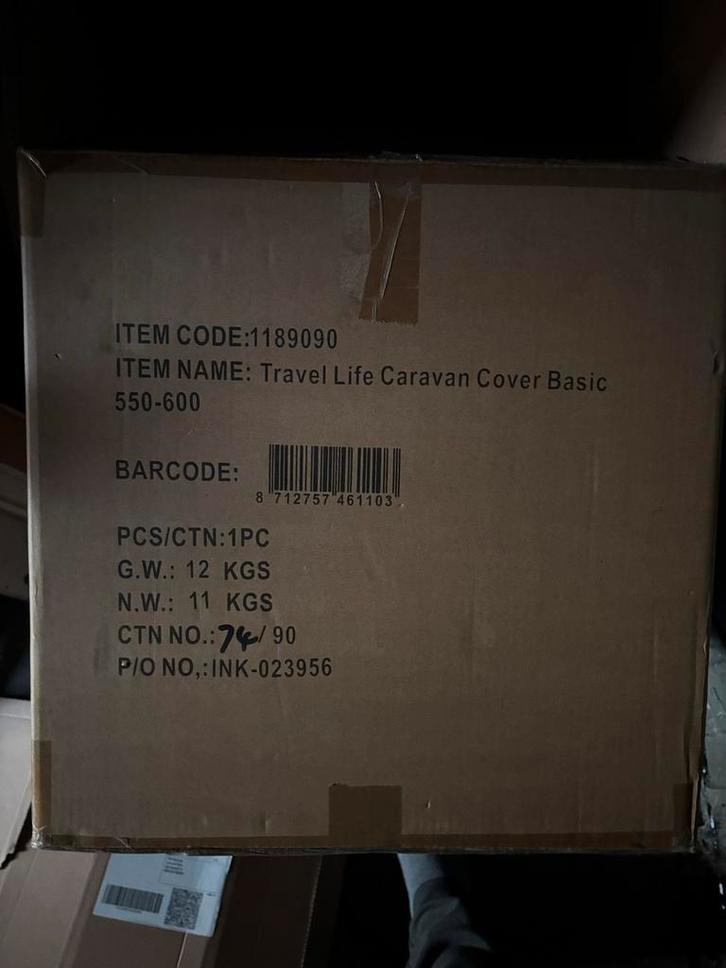 ITEM CODE:1189090
ITEM NAME: Travel Life Caravan Cover Basic
550-600
BARCODE:
8 712757 461103
PCS/CTN:1PC
G.W.: 12 KGS
N.W.: 11 KGS
CTN NO.:74/ 90
P/O NO,:INK-023956